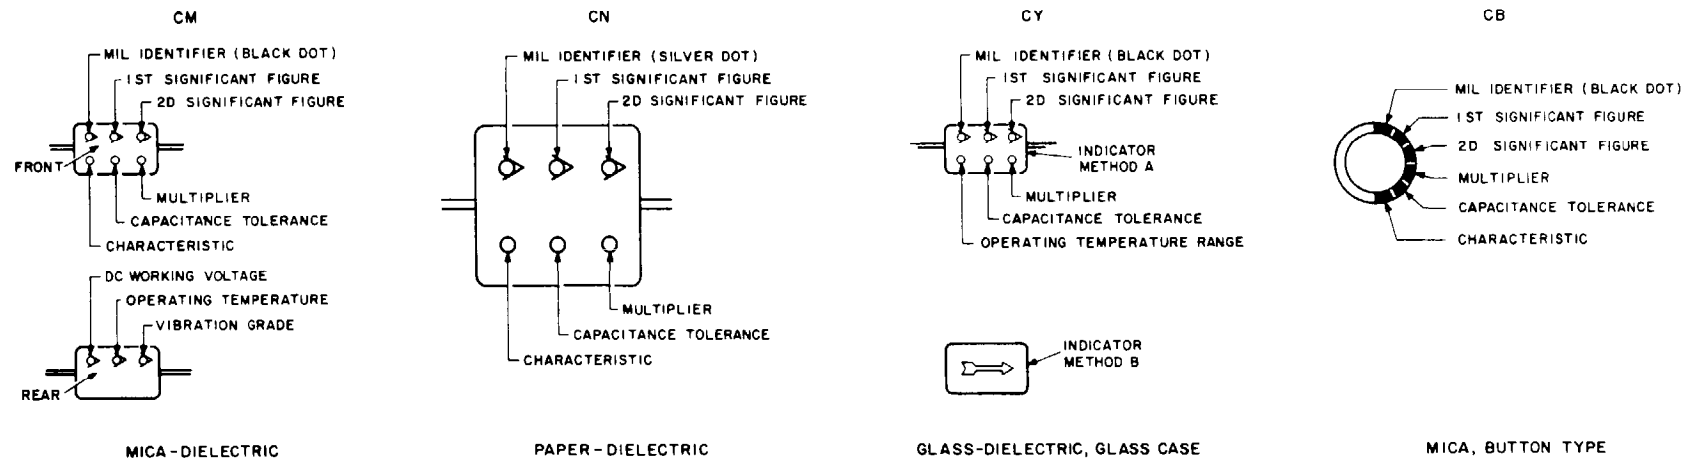 CM
MIL IDENTIFIER (BLACK DOT)
1ST SIGNIFICANT FIGURE
2D SIGNIFICANT FIGURE
FRONT
MULTIPLIER
CAPACITANCE TOLERANCE
CHARACTERISTIC
DC WORKING VOLTAGE
OPERATING TEMPERATURE
VIBRATION GRADE
REAR
MICA-DIELECTRIC
CN
MIL IDENTIFIER (SILVER DOT)
1ST SIGNIFICANT FIGURE
2D SIGNIFICANT FIGURE
MULTIPLIER
CAPACITANCE TOLERANCE
CHARACTERISTIC
PAPER-DIELECTRIC
CY
MIL IDENTIFIER (BLACK DOT)
1ST SIGNIFICANT FIGURE
2D SIGNIFICANT FIGURE
INDICATOR
METHOD A
MULTIPLIER
CAPACITANCE TOLERANCE
OPERATING TEMPERATURE RANGE
INDICATOR
METHOD B
GLASS-DIELECTRIC, GLASS CASE
CB
MIL IDENTIFIER (BLACK DOT)
1ST SIGNIFICANT FIGURE
2D SIGNIFICANT FIGURE
MULTIPLIER
CAPACITANCE TOLERANCE
CHARACTERISTIC
MICA, BUTTON TYPE